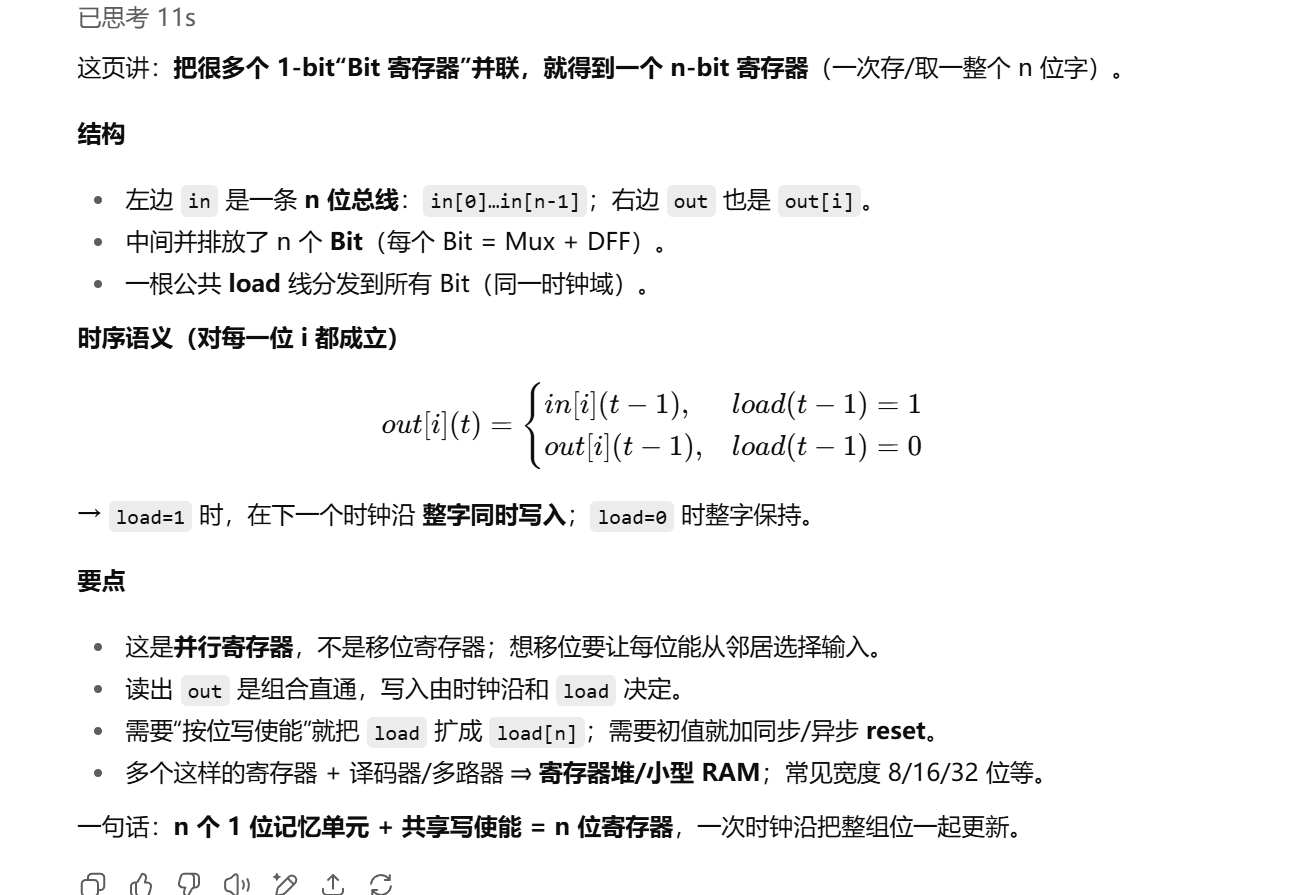 已思考 11s
这页讲：把很多个 1-bit“Bit 寄存器”并联，就得到一个 n-bit 寄存器（一次存/取一整个 n 位字）。
结构
左边 in 是一条 n 位总线：in[0]…in[n-1]；右边 out 也是 out[i]。
中间并排放了 n 个 Bit（每个 Bit = Mux + DFF）。
一根公共 load 线分发到所有 Bit（同一时钟域）。
时序语义（对每一位 i 都成立）
out[i](t) = { in[i](t − 1), load(t − 1) = 1
out[i](t − 1), load(t − 1) = 0
→ load=1 时，在下一个时钟沿 整字同时写入；load=0 时整字保持。
要点
这是并行寄存器，不是移位寄存器；想移位要让每位能从邻居选择输入。
读出 out 是组合直通，写入由时钟沿和 load 决定。
需要“按位写使能”就把 load 扩成 load[n]；需要初值就加同步/异步 reset。
多个这样的寄存器 + 译码器/多路器 ⇒ 寄存器堆/小型 RAM；常见宽度 8/16/32 位等。
一句话：n 个 1 位记忆单元 + 共享写使能 = n 位寄存器，一次时钟沿把整组位一起更新。